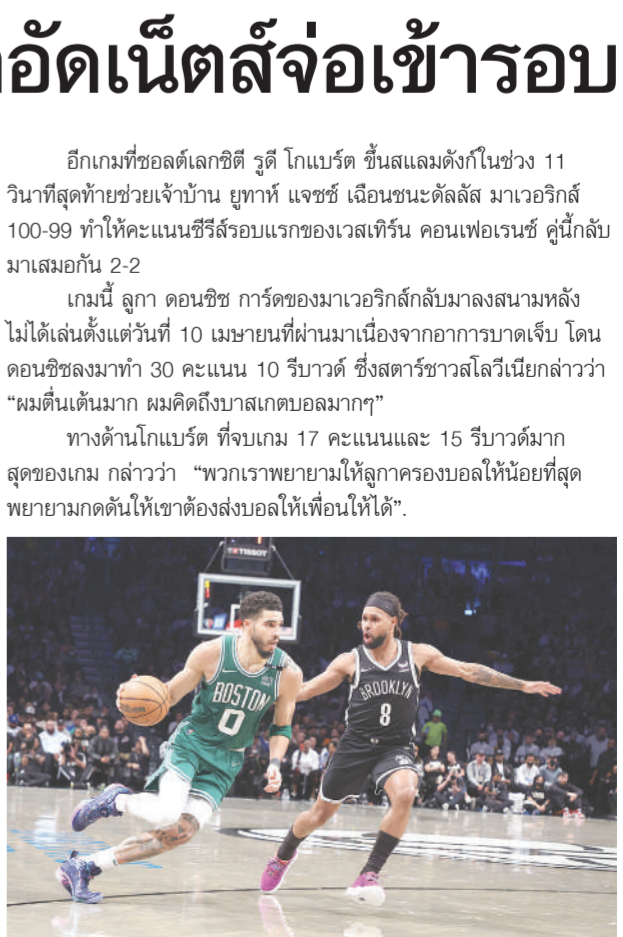 อัดเน็ตส์จ่อเข้ารอบ
อีกเกมที่ซอลต์เลกซิตี รูดี โกแบร์ต ขึ้นสแลมดังก์ในช่วง 11
วินาทีสุดท้ายช่วยเจ้าบ้าน ยูทาห์ แจซซ์ เฉือนชนะดัลลัส มาเวอริกส์
100-99 ทำให้คะแนนซีรีส์รอบแรกของเวสเทิร์น คอนเฟอเรนซ์ คู่นี้กลับ
มาเสมอกัน 2-2
เกมนี้ ลูกา ดอนซิช การ์ดของมาเวอริกส์กลับมาลงสนามหลัง
ไม่ได้เล่นตั้งแต่วันที่ 10 เมษายนที่ผ่านมาเนื่องจากอาการบาดเจ็บ โดน
ดอนซิชลงมาทำ 30 คะแนน 10 รีบาวด์ ซึ่งสตาร์ชาวสโลวีเนียกล่าวว่า
“ผมตื่นเต้นมาก ผมคิดถึงบาสเกตบอลมากๆ”
ทางด้านโกแบร์ต ที่จบเกม 17 คะแนนและ 15 รีบาวด์มาก
สุดของเกม กล่าวว่า “พวกเราพยายามให้ลูกาครองบอลให้น้อยที่สุด
พยายามกดดันให้เขาต้องส่งบอลให้เพื่อนให้ได้”.
TISSOT
BOSTON
0
BROOKLYN
8